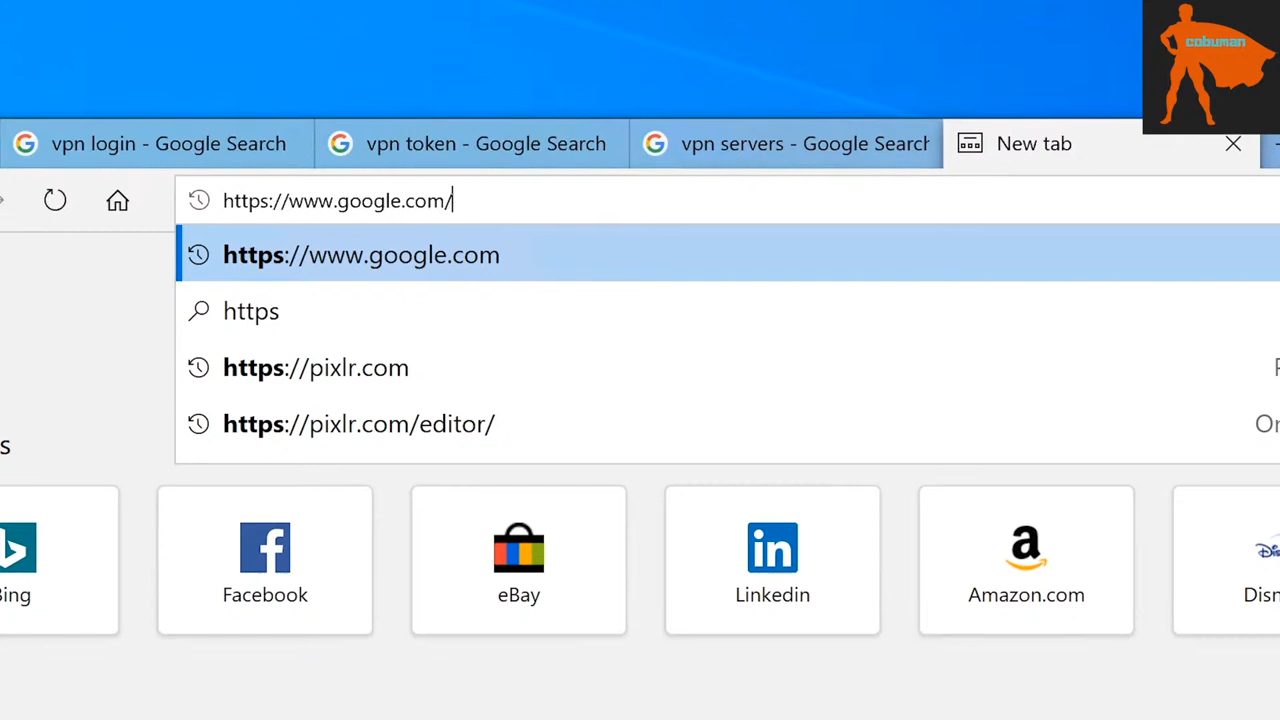 cobuman
vpn login - Google Search
vpn token - Google Search
vpn servers - Google Search
New tab
https://www.google.com/
https://www.google.com
https
https://pixlr.com
https://pixlr.com/editor/
s
Bing
Facebook
eBay
Linkedin
Amazon.com